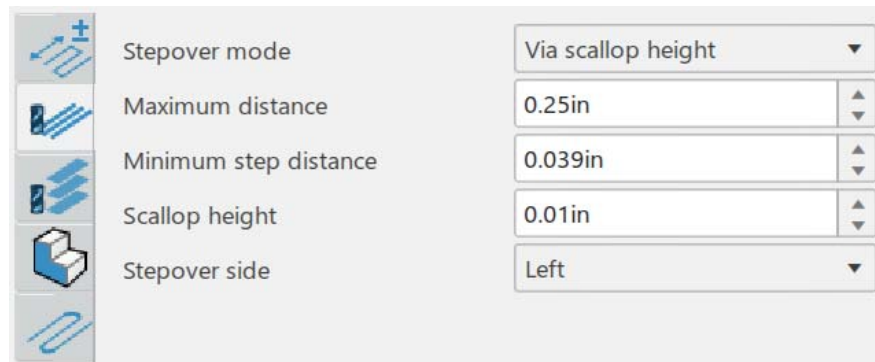 Stepover mode Via scallop height
Maximum distance 0.25in
Minimum step distance 0.039in
Scallop height 0.01in
Stepover side Left